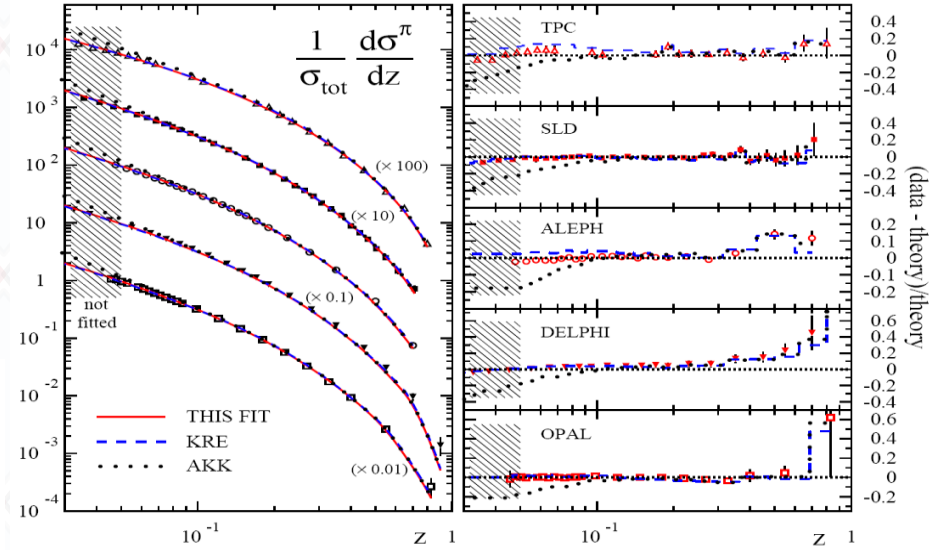 10 4
10 3
10 2
10
1
10 -1
10 -2
10 -3
10 -4
1 dσπ
σtot dz
(× 100)
(× 10)
(× 0.1)
(× 0.01)
not
fitted
THIS FIT
KRE
AKK
10 -1
z
1
TPC
0.4
0.2
0
-0.2
-0.4
SLD
0.4
0.2
0
-0.2
-0.4
ALEPH
0.2
0.1
0
-0.1
-0.2
DELPHI
0.6
0.4
0.2
0
-0.2
OPAL
0.6
0.4
0.2
0
-0.2
10 -1
z
1
(data - theory)/theory